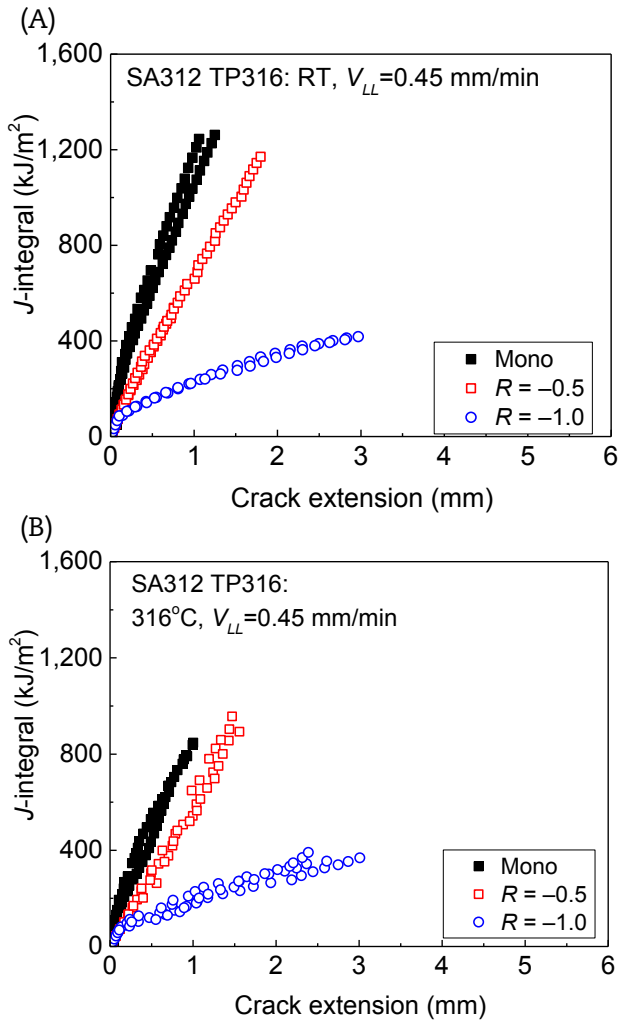 (A)
1,600
1,200
800
400
0
J-integral (kJ/m²)
SA312 TP316: RT, V_LL=0.45 mm/min
Mono
R = –0.5
R = –1.0
0 1 2 3 4 5 6
Crack extension (mm)
(B)
1,600
1,200
800
400
0
J-integral (kJ/m²)
SA312 TP316:
316°C, V_LL=0.45 mm/min
Mono
R = –0.5
R = –1.0
0 1 2 3 4 5 6
Crack extension (mm)